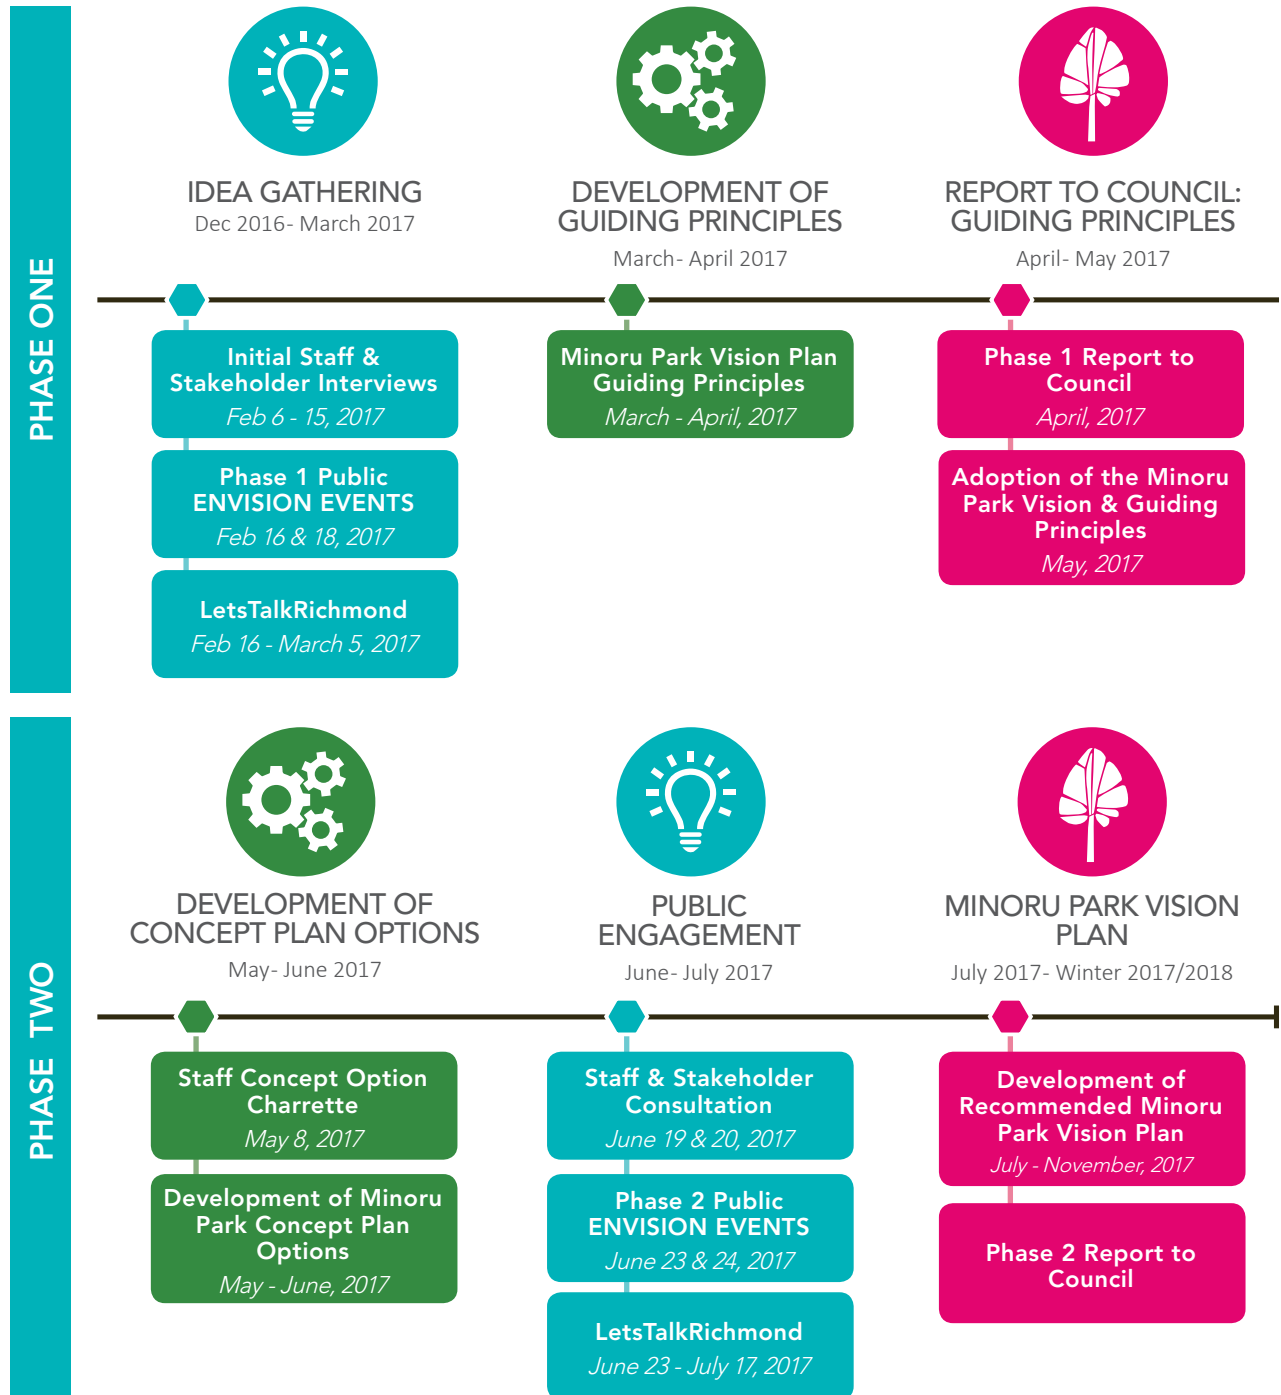 PHASE ONE
IDEA GATHERING
Dec 2016- March 2017
Initial Staff &
Stakeholder Interviews
Feb 6 - 15, 2017
Phase 1 Public
ENVISION EVENTS
Feb 16 & 18, 2017
LetsTalkRichmond
Feb 16 - March 5, 2017
DEVELOPMENT OF
GUIDING PRINCIPLES
March- April 2017
Minoru Park Vision Plan
Guiding Principles
March - April, 2017
REPORT TO COUNCIL:
GUIDING PRINCIPLES
April- May 2017
Phase 1 Report to
Council
April, 2017
Adoption of the Minoru
Park Vision & Guiding
Principles
May, 2017
PHASE TWO
DEVELOPMENT OF
CONCEPT PLAN OPTIONS
May- June 2017
Staff Concept Option
Charrette
May 8, 2017
Development of Minoru
Park Concept Plan
Options
May - June, 2017
PUBLIC
ENGAGEMENT
June- July 2017
Staff & Stakeholder
Consultation
June 19 & 20, 2017
Phase 2 Public
ENVISION EVENTS
June 23 & 24, 2017
LetsTalkRichmond
June 23 - July 17, 2017
MINORU PARK VISION
PLAN
July 2017- Winter 2017/2018
Development of
Recommended Minoru
Park Vision Plan
July - November, 2017
Phase 2 Report to
Council